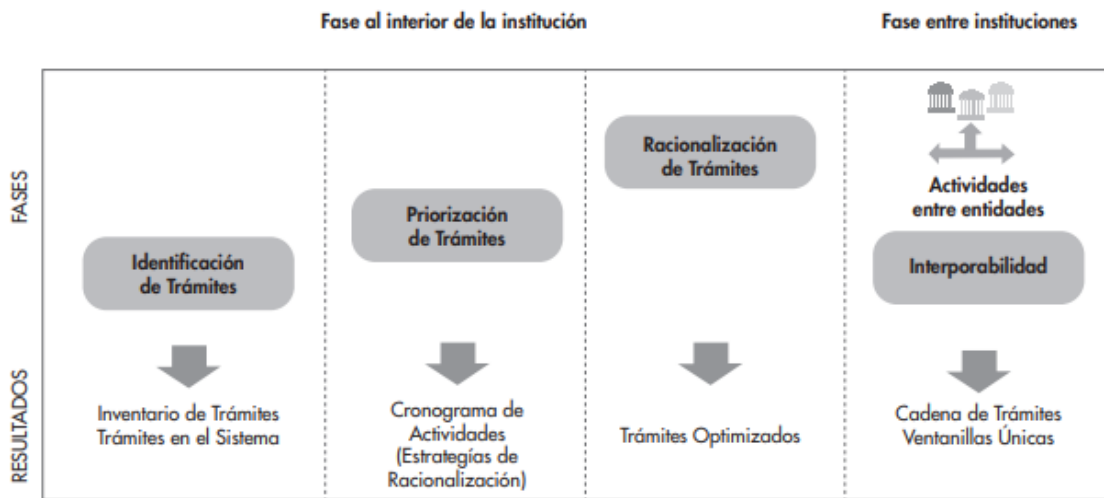 Fase al interior de la institución
Fase entre instituciones
FASES
Identificación
de Trámites
Priorización
de Trámites
Racionalización
de Trámites
Actividades
entre entidades
Interporabilidad
RESULTADOS
Inventario de Trámites
Trámites en el Sistema
Cronograma de
Actividades
(Estrategías de
Racionalización)
Trámites Optimizados
Cadena de Trámites
Ventanillas Únicas